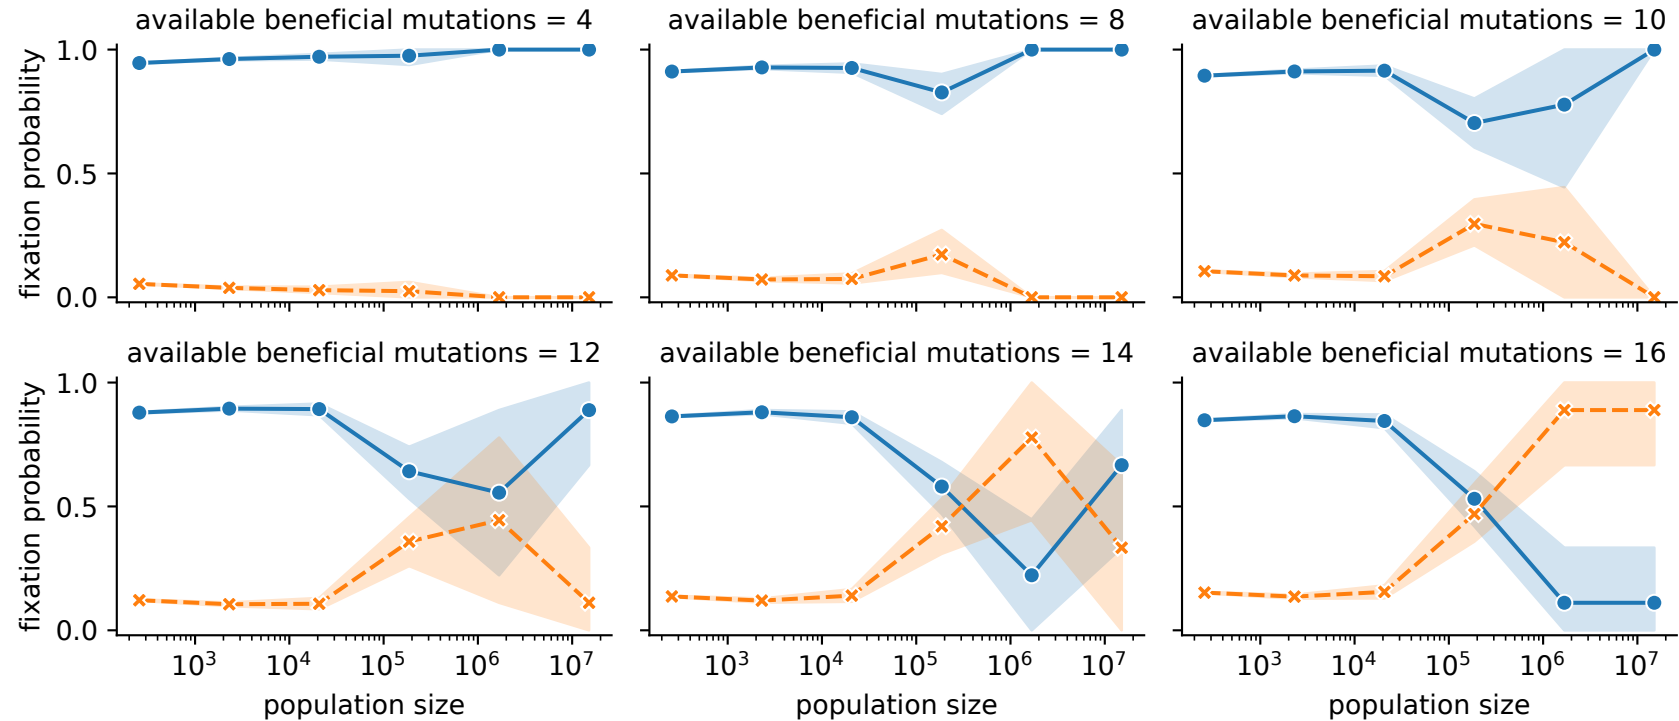 available beneficial mutations = 4
available beneficial mutations = 8
available beneficial mutations = 10
fixation probability
1.0
0.5
0.0
available beneficial mutations = 12
available beneficial mutations = 14
available beneficial mutations = 16
fixation probability
1.0
0.5
0.0
10³ 10⁴ 10⁵ 10⁶ 10⁷
10³ 10⁴ 10⁵ 10⁶ 10⁷
10³ 10⁴ 10⁵ 10⁶ 10⁷
population size
population size
population size